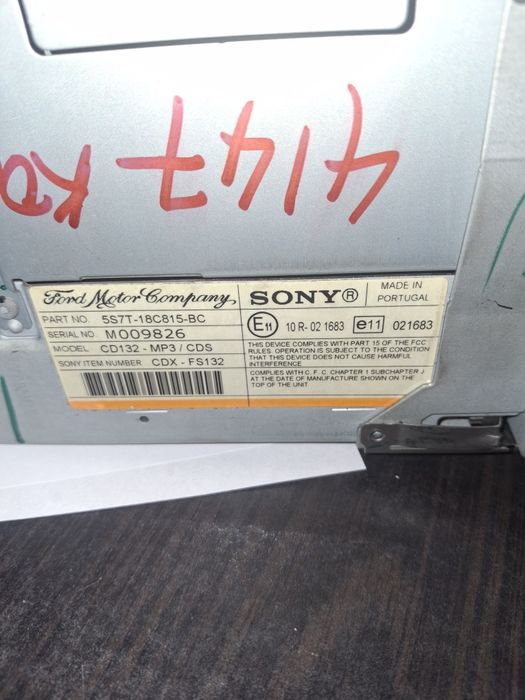 4147
Ford Motor Company
PART NO. 5S7T-18C815-BC
SERIAL NO M009826
MODEL CD132 - MP3 / CDS
SONY ITEM NUMBER CDX - FS132
SONY®
MADE IN
PORTUGAL
E11 10 R- 02 1683 e11 021683
THIS DEVICE COMPLIES WITH PART 15 OF THE FCC
RULES. OPERATION IS SUBJECT TO THE CONDITION
THAT THIS DEVICE DOES NOT CAUSE HARMFUL
INTERFERENCE
COMPLIES WITH C. F. C. CHAPTER 1 SUBCHAPTER J
AT THE DATE OF MANUFACTURE SHOWN ON THE
TOP OF THE UNIT